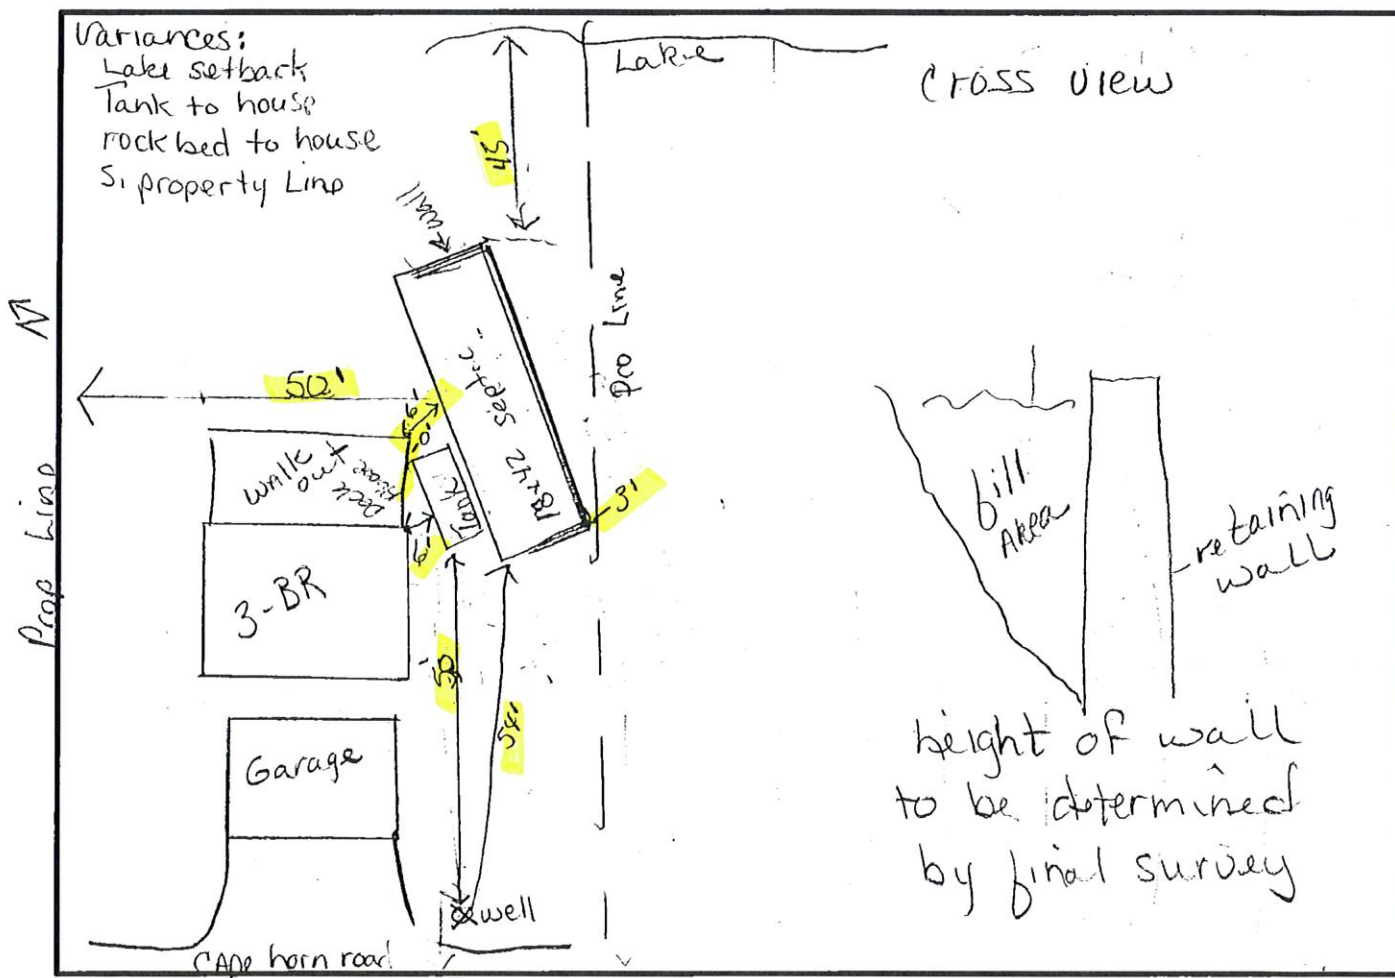 Variances:
Lake setback
Tank to house
rock bed to house
S. property Line
Lake
CROSS VIEW
45'
wall
N
Pro Line
50'
6'
0'
Walk
out
Deck
Septic
18x42
Tank
3'
6'
Prop Line
3-BR
fill
AREA
retaining
wall
50'
54'
Garage
height of wall
to be determined
by final survey
well
CApe horn road